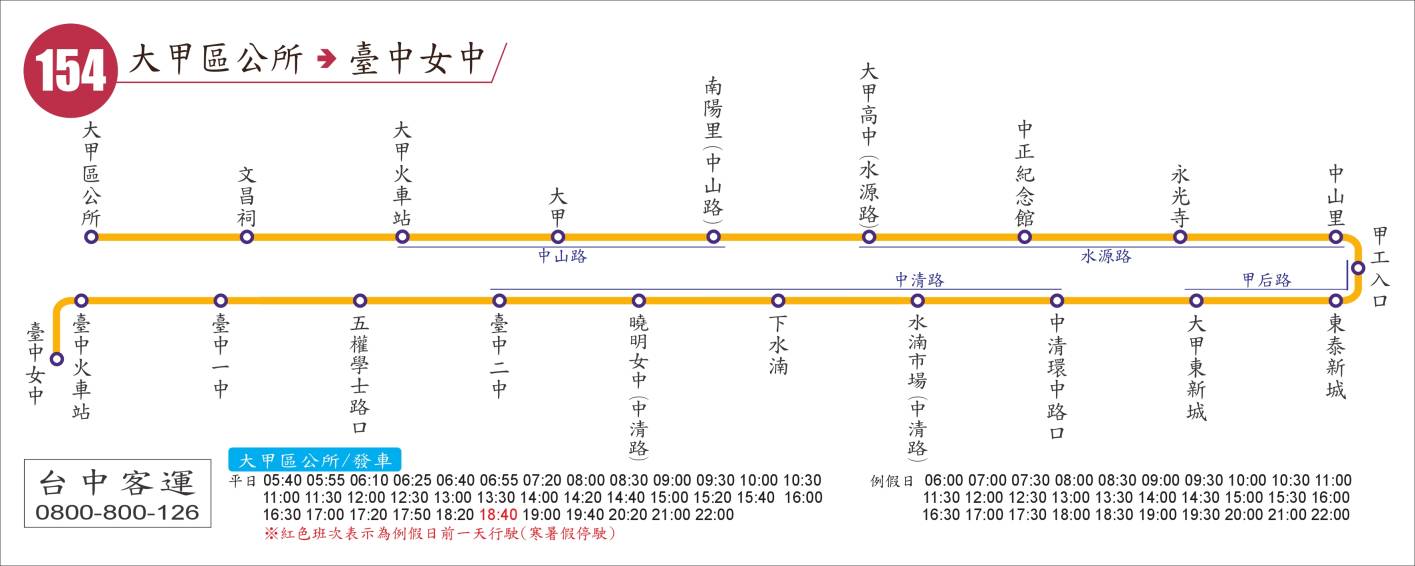 154 大甲區公所 ➔ 臺中女中
大甲區公所
文昌祠
大甲火車站
大甲
南陽里(中山路)
大甲高中(水源路)
中正紀念館
永光寺
中山里
甲工入口
中山路
水源路
中清路
甲后路
東泰新城
大甲東新城
中清環中路口
水湳市場(中清路)
下水湳
曉明女中(中清路)
臺中二中
五權學士路口
臺中一中
臺中火車站
臺中女中
台中客運
0800-800-126
大甲區公所/發車
平日 05:40 05:55 06:10 06:25 06:40 06:55 07:20 08:00 08:30 09:00 09:30 10:00 10:30
11:00 11:30 12:00 12:30 13:00 13:30 14:00 14:20 14:40 15:00 15:20 15:40 16:00
16:30 17:00 17:20 17:50 18:20 18:40 19:00 19:40 20:20 21:00 22:00
※紅色班次表示為例假日前一天行駛(寒暑假停駛)
例假日 06:00 07:00 07:30 08:00 08:30 09:00 09:30 10:00 10:30 11:00
11:30 12:00 12:30 13:00 13:30 14:00 14:30 15:00 15:30 16:00
16:30 17:00 17:30 18:00 18:30 19:00 19:30 20:00 21:00 22:00